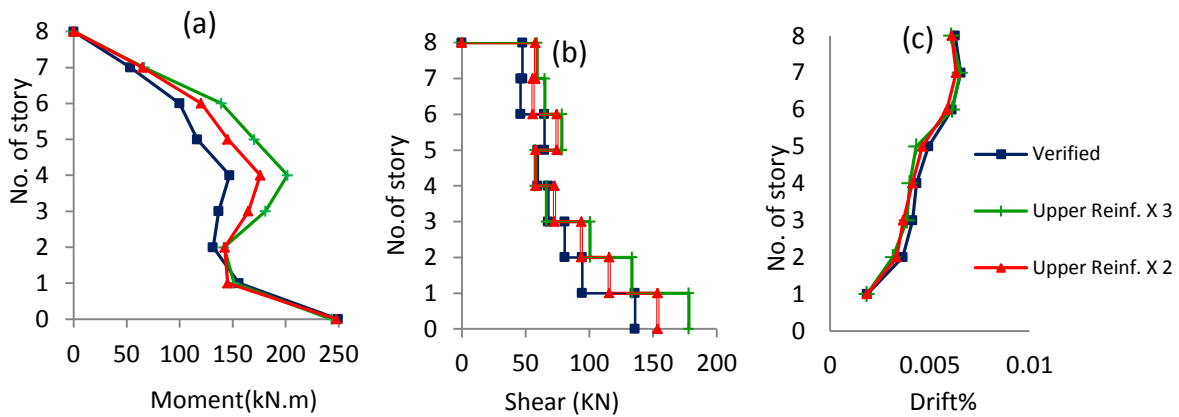 (a)
No. of story
8
7
6
5
4
3
2
1
0
0 50 100 150 200 250
Moment(kN.m)
(b)
No.of story
8
7
6
5
4
3
2
1
0
0 50 100 150 200
Shear (KN)
(c)
No. of story
8
7
6
5
4
3
2
1
0
0 0.005 0.01
Drift%
Verified
Upper Reinf. X 3
Upper Reinf. X 2